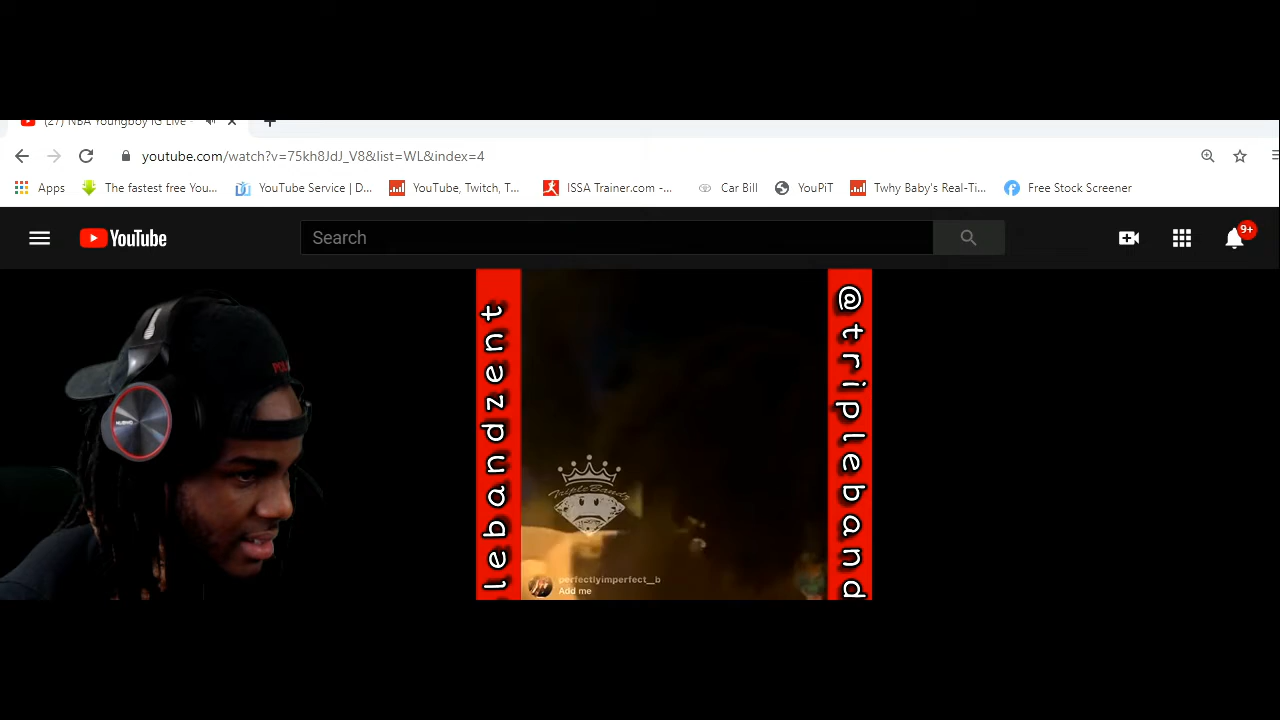 (27) NBA Youngboy IG Live -
youtube.com/watch?v=75kh8JdJ_V8&list=WL&index=4
Apps
The fastest free You...
YouTube Service | D...
YouTube, Twitch, T...
ISSA Trainer.com -...
Car Bill
YouPiT
Twhy Baby's Real-Ti...
Free Stock Screener
YouTube
Search
9+
lebandzent
@tripleband
TripleBandz
perfectlyimperfect__b
Add me